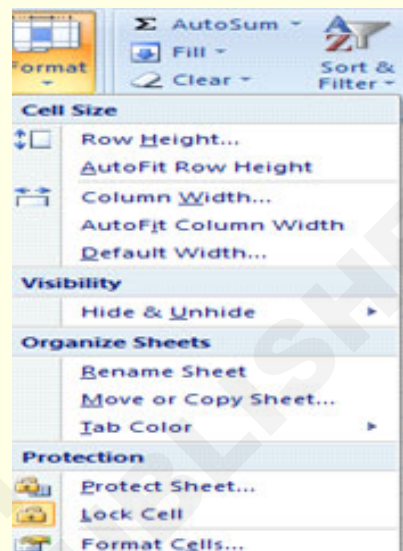 Format
Σ AutoSum
Fill
Clear
Sort &
Filter
Cell Size
Row Height...
AutoFit Row Height
Column Width...
AutoFit Column Width
Default Width...
Visibility
Hide & Unhide
Organize Sheets
Rename Sheet
Move or Copy Sheet...
Tab Color
Protection
Protect Sheet...
Lock Cell
Format Cells...